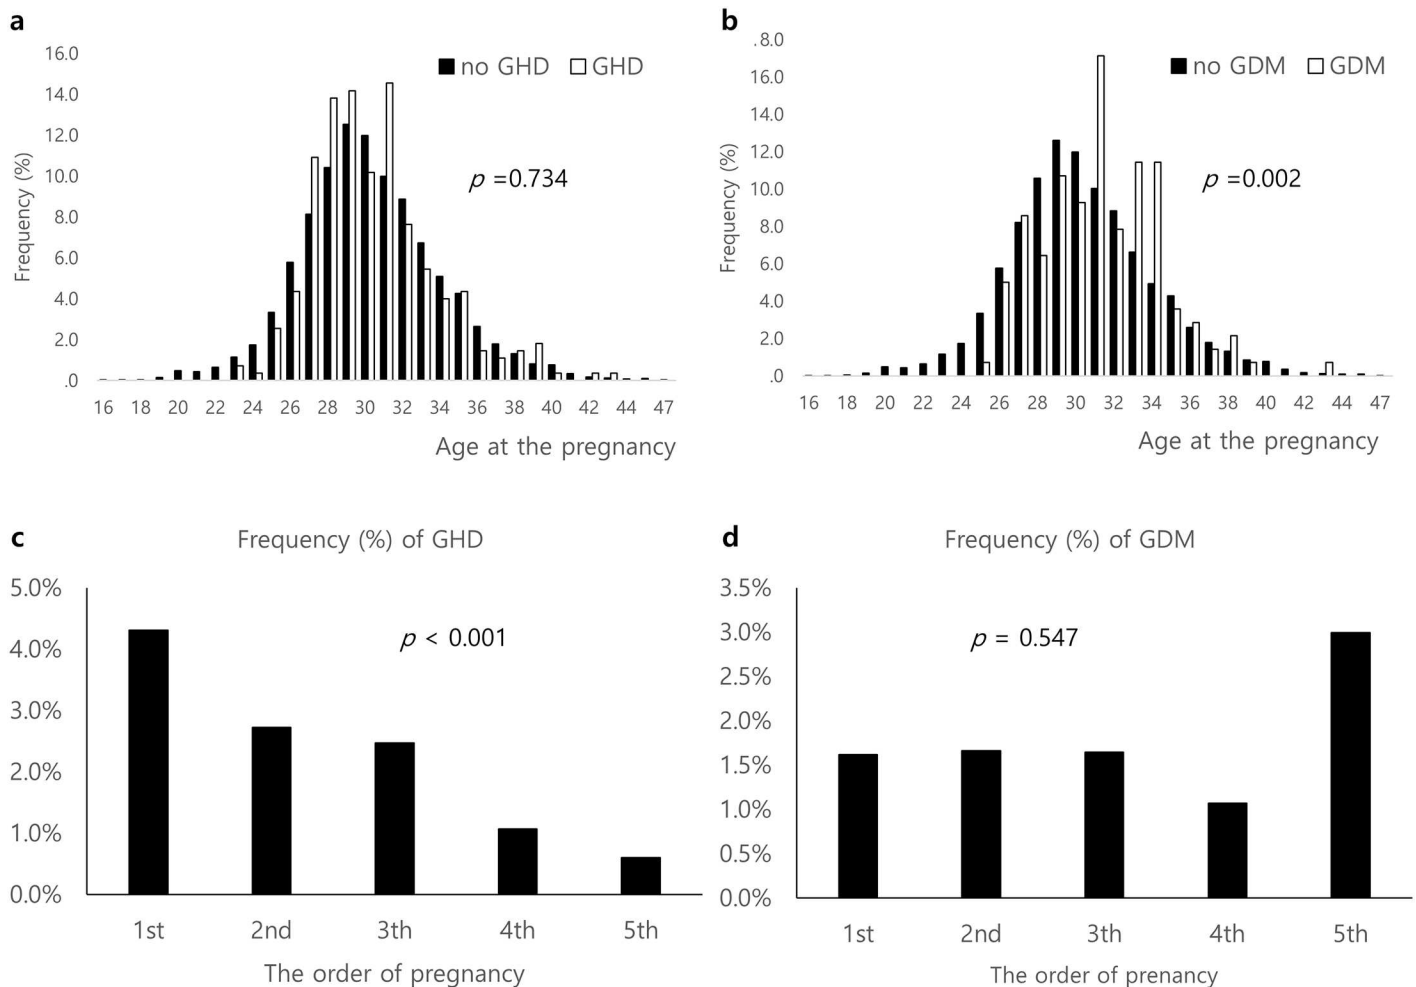 a
16.0
14.0
12.0
10.0
8.0
6.0
4.0
2.0
.0
Frequency (%)
no GHD GHD
p =0.734
16 18 20 22 24 26 28 30 32 34 36 38 40 42 44 47
Age at the pregnancy
b
.8.0
16.0
14.0
12.0
10.0
8.0
6.0
4.0
2.0
.0
Frequency (%)
no GDM GDM
p =0.002
16 18 20 22 24 26 28 30 32 34 36 38 40 42 44 47
Age at the pregnancy
c
Frequency (%) of GHD
5.0%
4.0%
3.0%
2.0%
1.0%
0.0%
p < 0.001
1st 2nd 3th 4th 5th
The order of pregnancy
d
Frequency (%) of GDM
3.5%
3.0%
2.5%
2.0%
1.5%
1.0%
0.5%
0.0%
p = 0.547
1st 2nd 3th 4th 5th
The order of prenancy